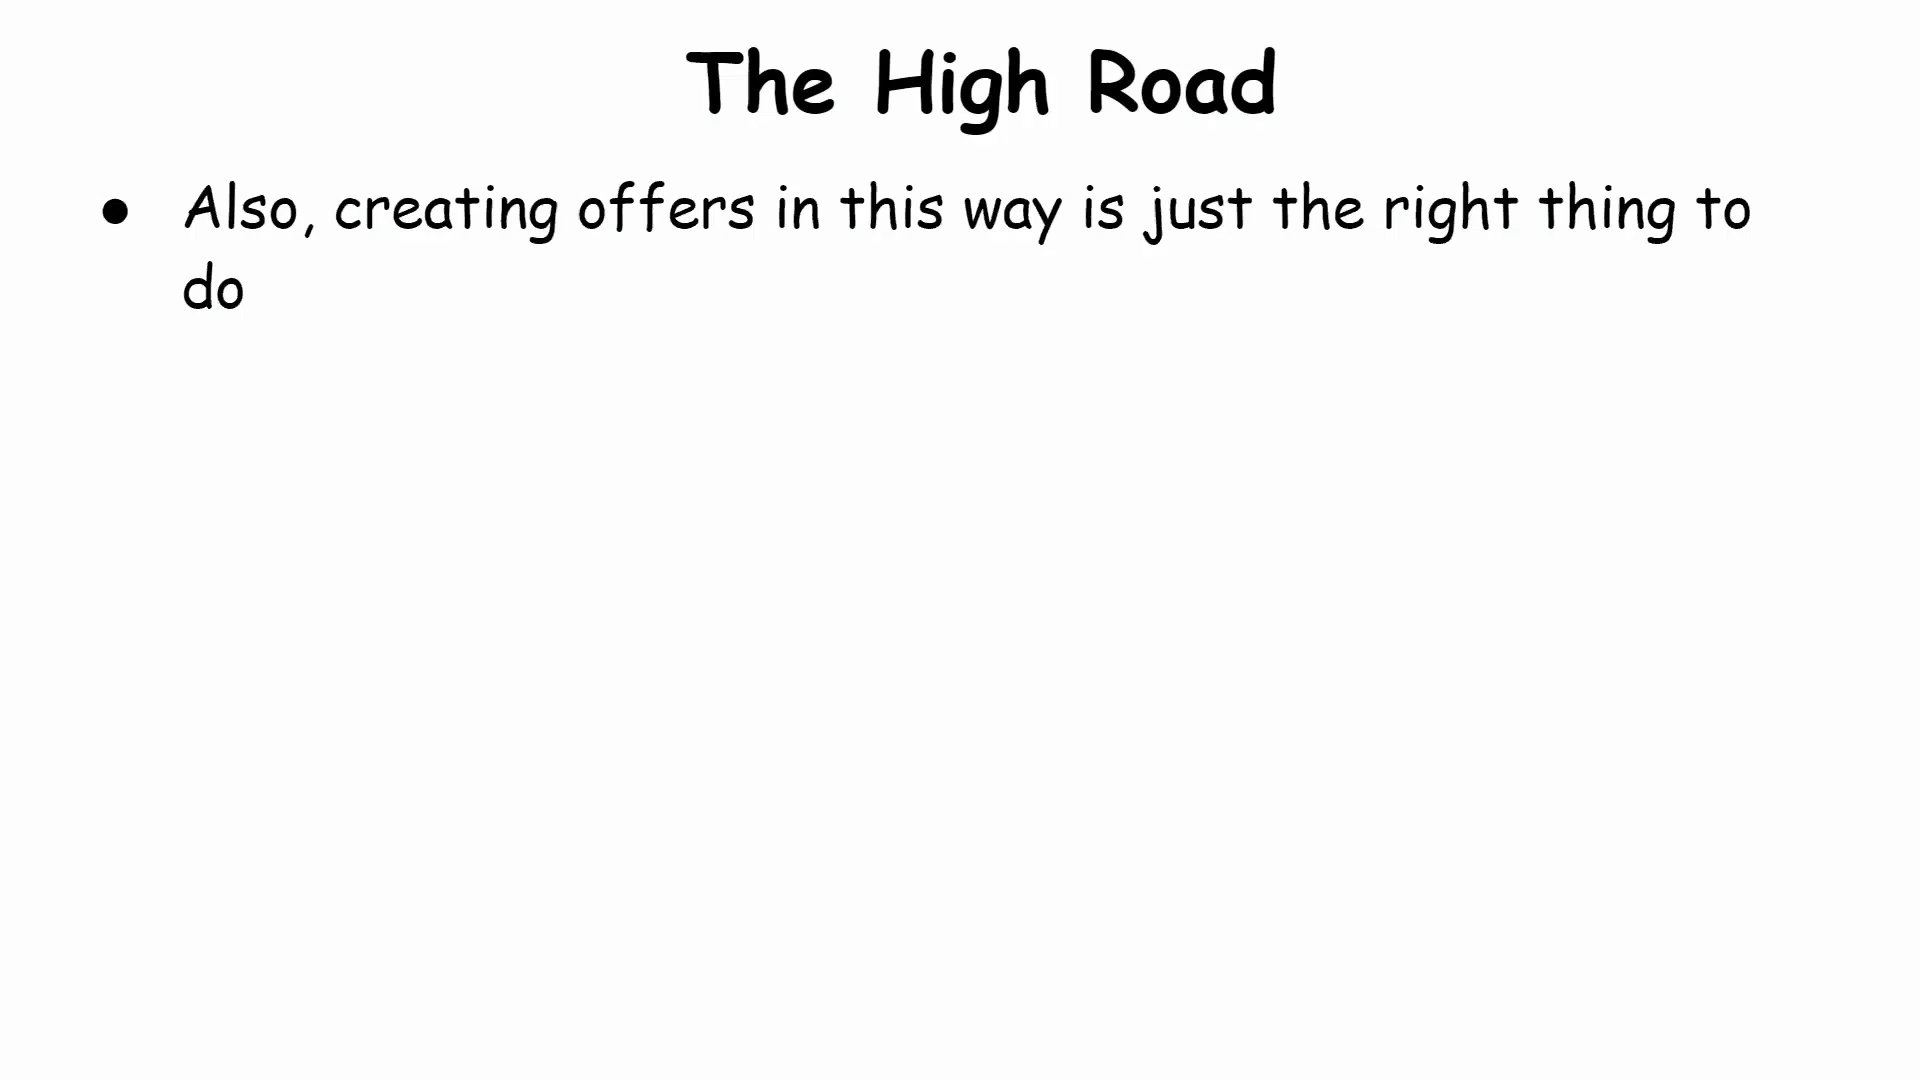 The High Road
● Also, creating offers in this way is just the right thing to
do